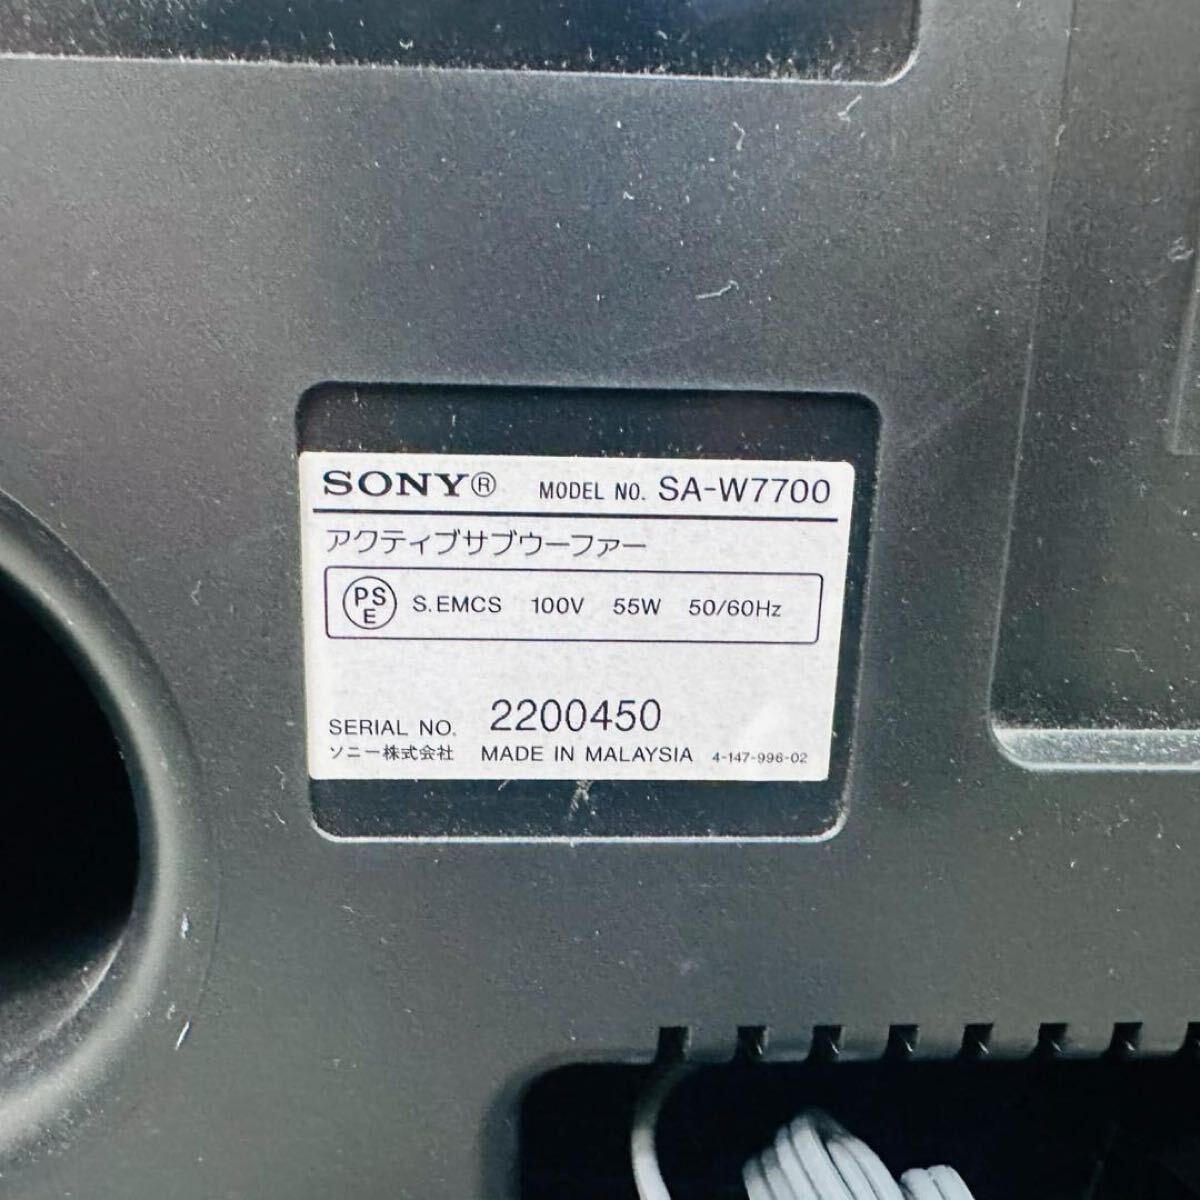 SONY® MODEL NO. SA-W7700
アクティブサブウーファー
PSE S.EMCS 100V 55W 50/60Hz
SERIAL NO. 2200450
ソニー株式会社 MADE IN MALAYSIA 4-147-996-02